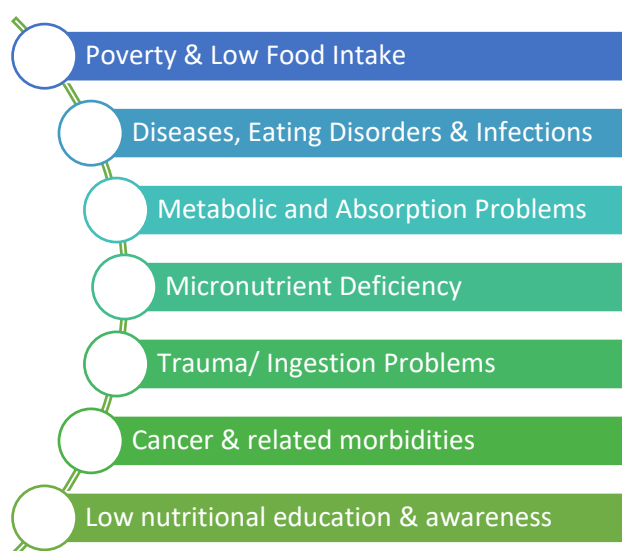 Poverty & Low Food Intake
Diseases, Eating Disorders & Infections
Metabolic and Absorption Problems
Micronutrient Deficiency
Trauma/ Ingestion Problems
Cancer & related morbidities
Low nutritional education & awareness